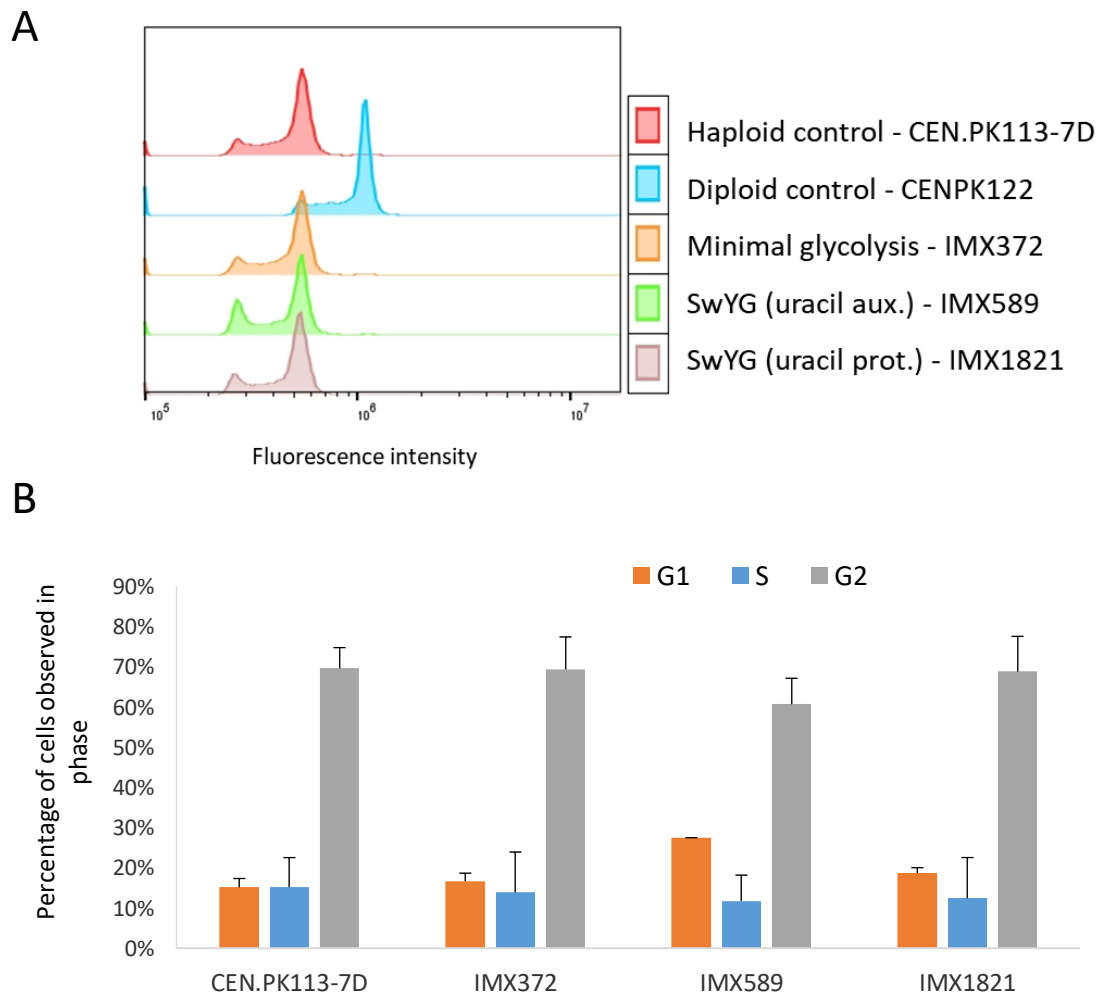 A
Haploid control - CEN.PK113-7D
Diploid control - CENPK122
Minimal glycolysis - IMX372
SwYG (uracil aux.) - IMX589
SwYG (uracil prot.) - IMX1821
10^5 10^6 10^7
Fluorescence intensity
B
G1 S G2
Percentage of cells observed in
phase
90%
80%
70%
60%
50%
40%
30%
20%
10%
0%
CEN.PK113-7D IMX372 IMX589 IMX1821